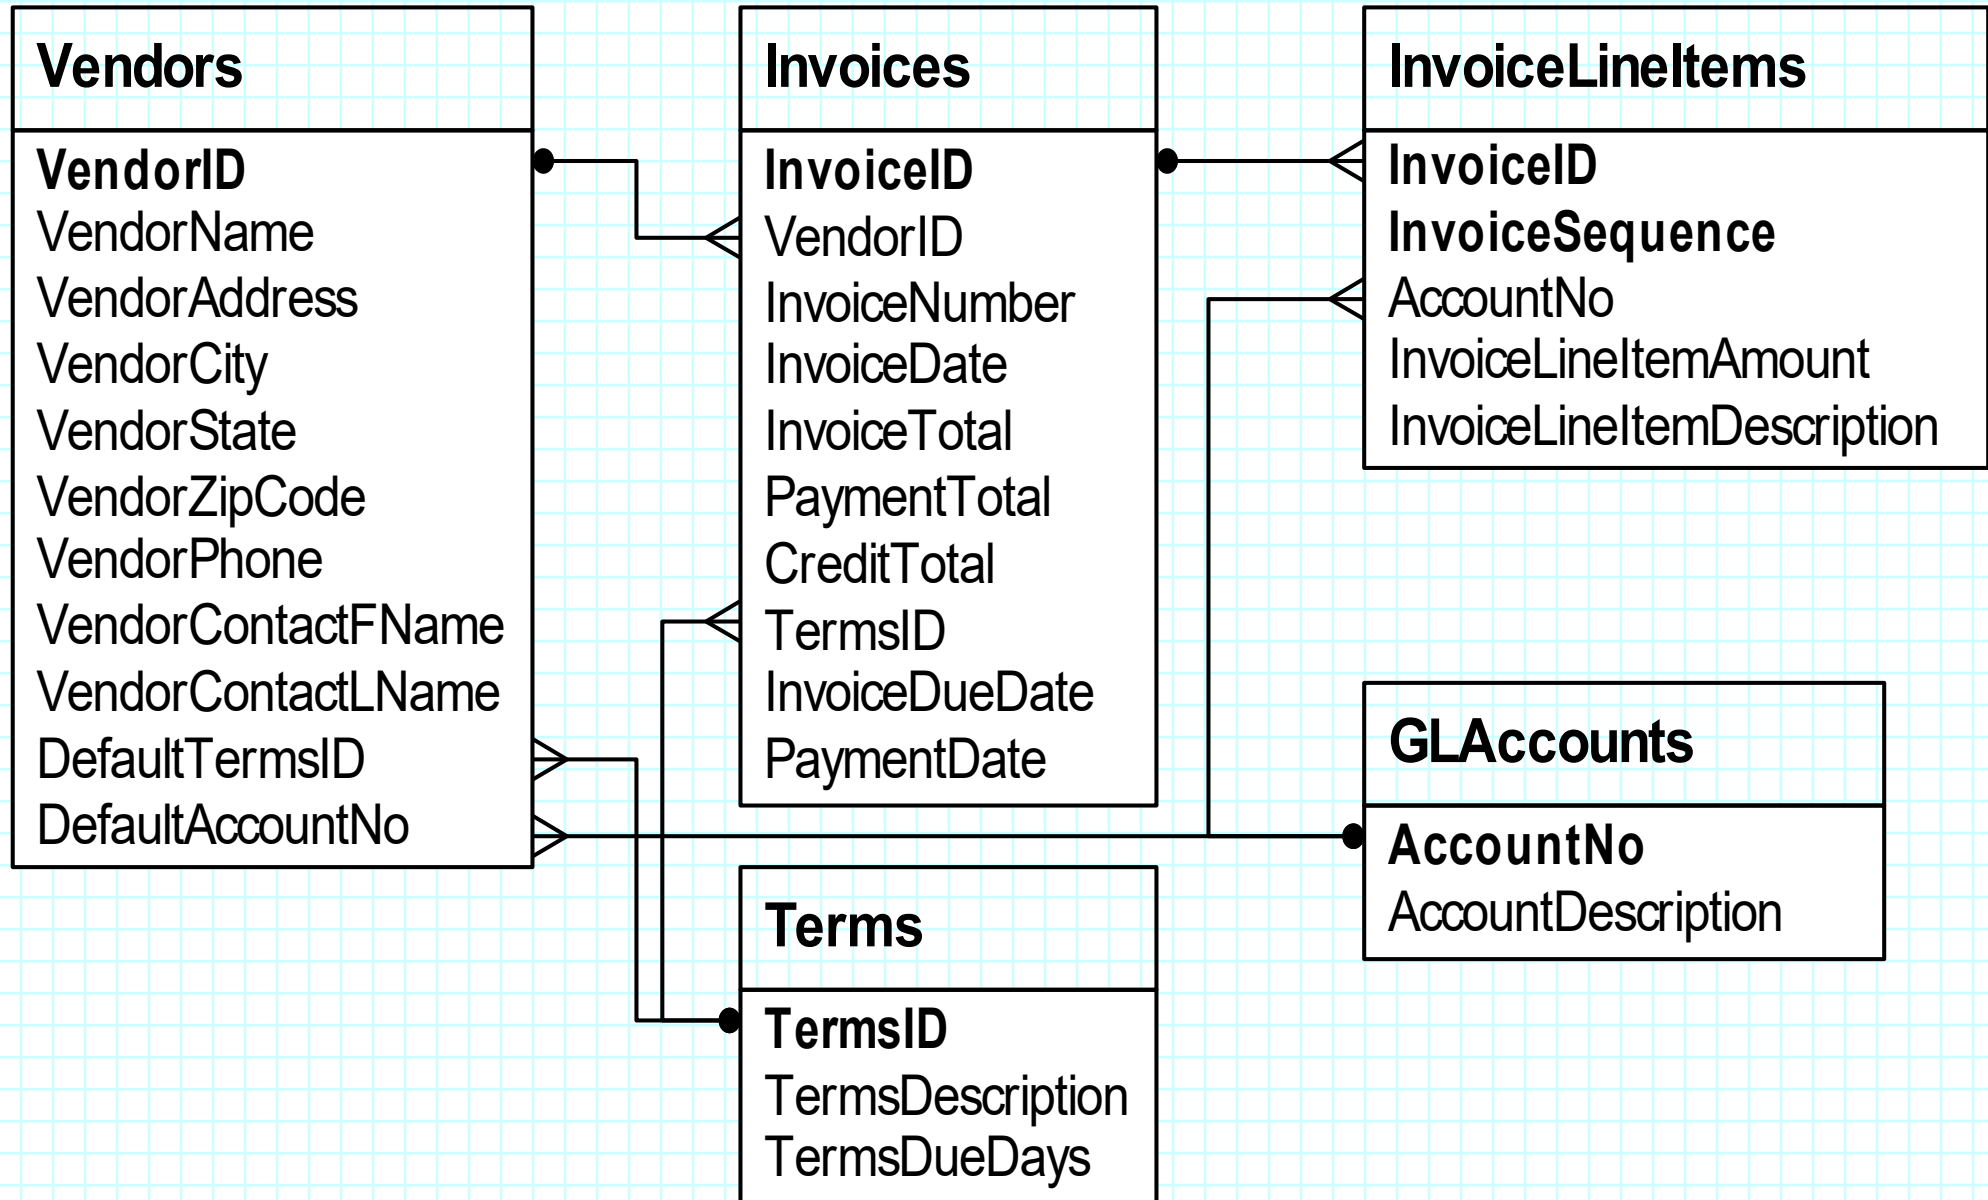 Vendors
VendorID
VendorName
VendorAddress
VendorCity
VendorState
VendorZipCode
VendorPhone
VendorContactFName
VendorContactLName
DefaultTermsID
DefaultAccountNo
Invoices
InvoiceID
VendorID
InvoiceNumber
InvoiceDate
InvoiceTotal
PaymentTotal
CreditTotal
TermsID
InvoiceDueDate
PaymentDate
Terms
TermsID
TermsDescription
TermsDueDays
InvoiceLineItems
InvoiceID
InvoiceSequence
AccountNo
InvoiceLineItemAmount
InvoiceLineItemDescription
GLAccounts
AccountNo
AccountDescription